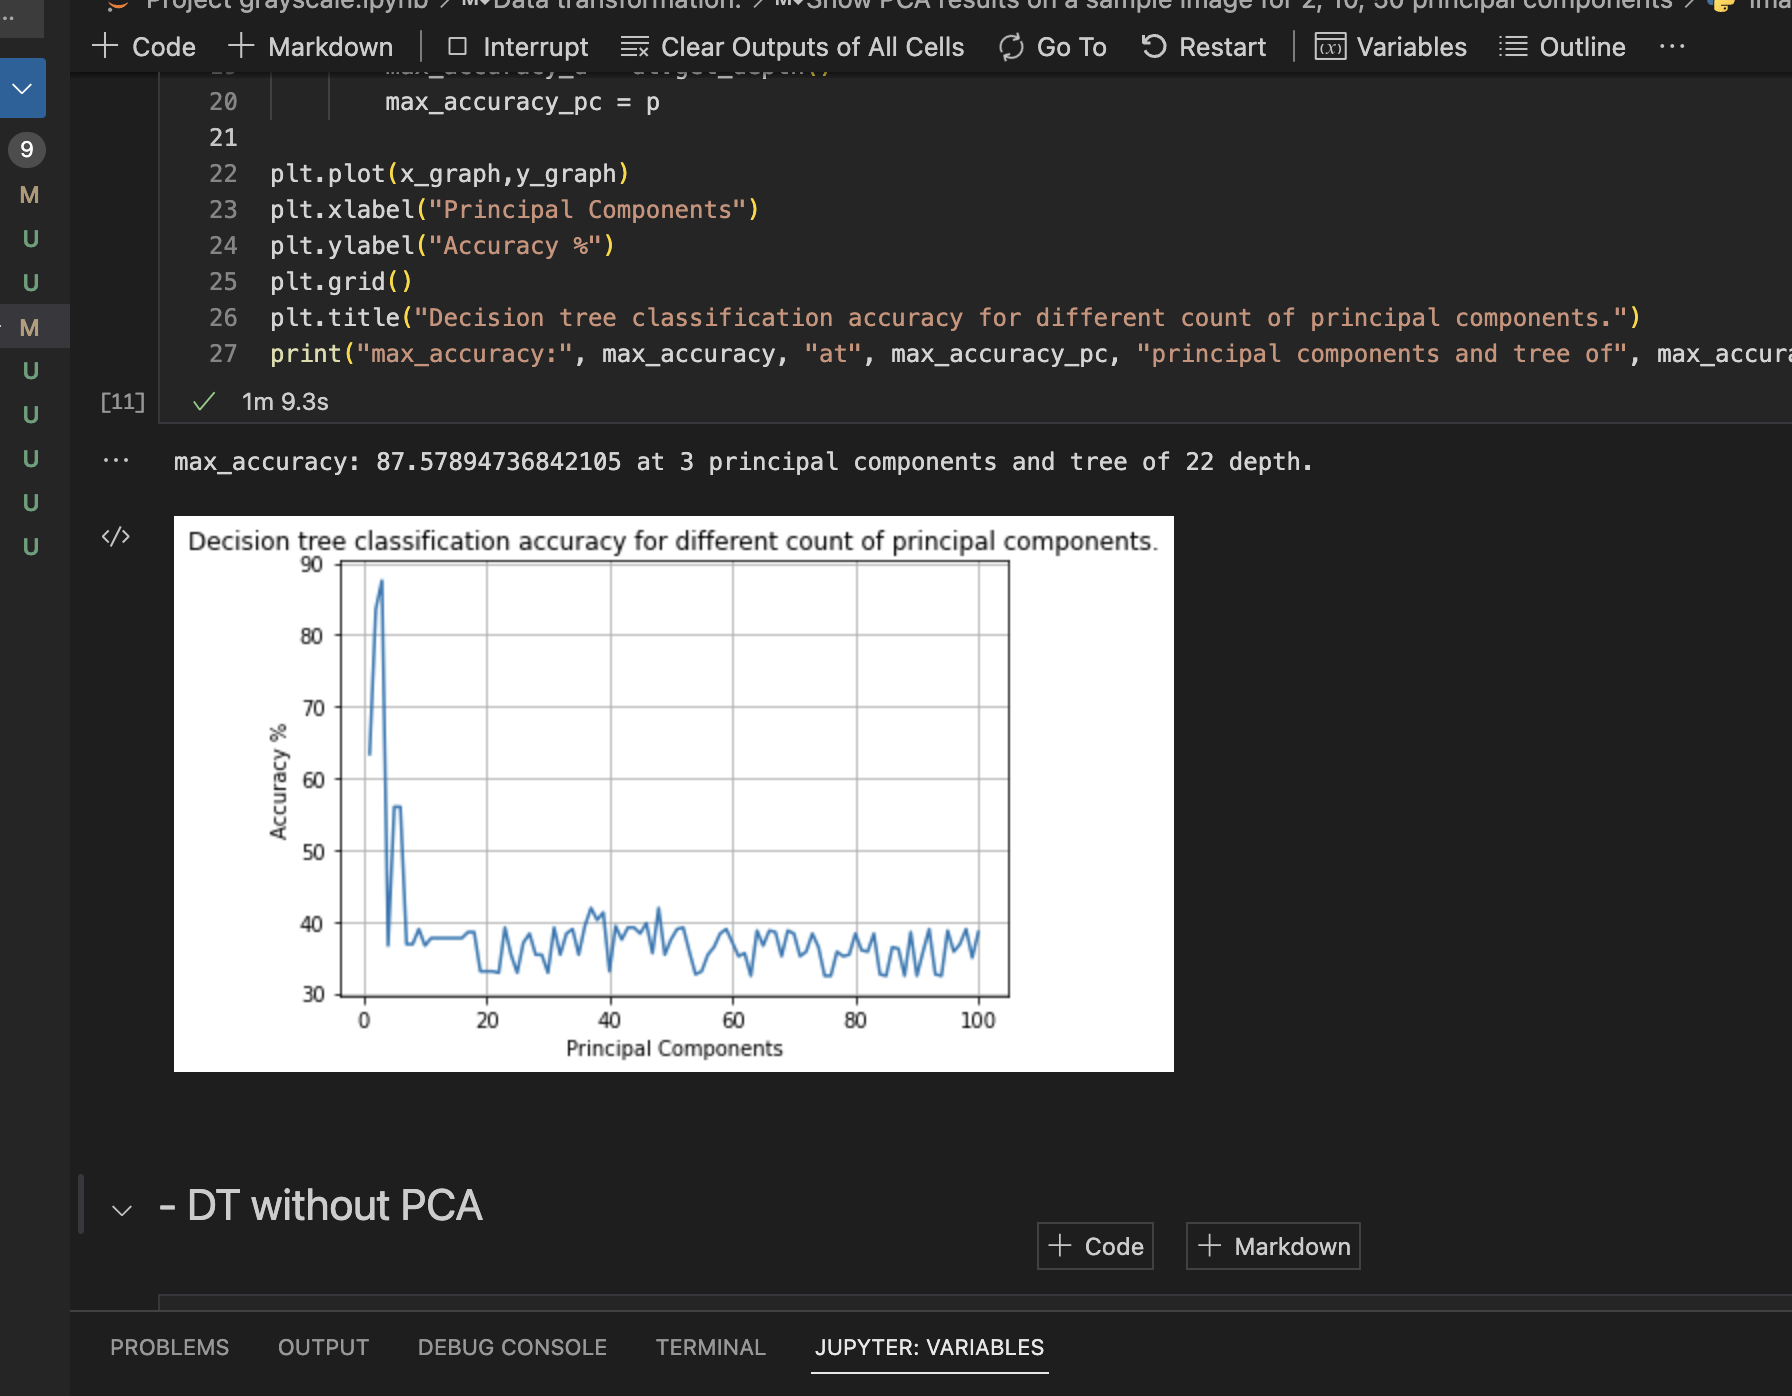 Project grayscale.ipynb > M↓Data transformation. > M↓Show PCA results on a sample image for 2, 10, 50 principal components >
+ Code + Markdown | Interrupt Clear Outputs of All Cells Go To Restart | (x) Variables Outline ...
20 max_accuracy_pc = p
21
22 plt.plot(x_graph,y_graph)
23 plt.xlabel("Principal Components")
24 plt.ylabel("Accuracy %")
25 plt.grid()
26 plt.title("Decision tree classification accuracy for different count of principal components.")
27 print("max_accuracy:", max_accuracy, "at", max_accuracy_pc, "principal components and tree of", max_accura
[11] ✓ 1m 9.3s
9
M
U
U
M
U
U
U
U
U
... max_accuracy: 87.57894736842105 at 3 principal components and tree of 22 depth.
</>
Decision tree classification accuracy for different count of principal components.
90
80
70
60
50
40
30
Accuracy %
0 20 40 60 80 100
Principal Components
- DT without PCA
+ Code + Markdown
PROBLEMS OUTPUT DEBUG CONSOLE TERMINAL JUPYTER: VARIABLES